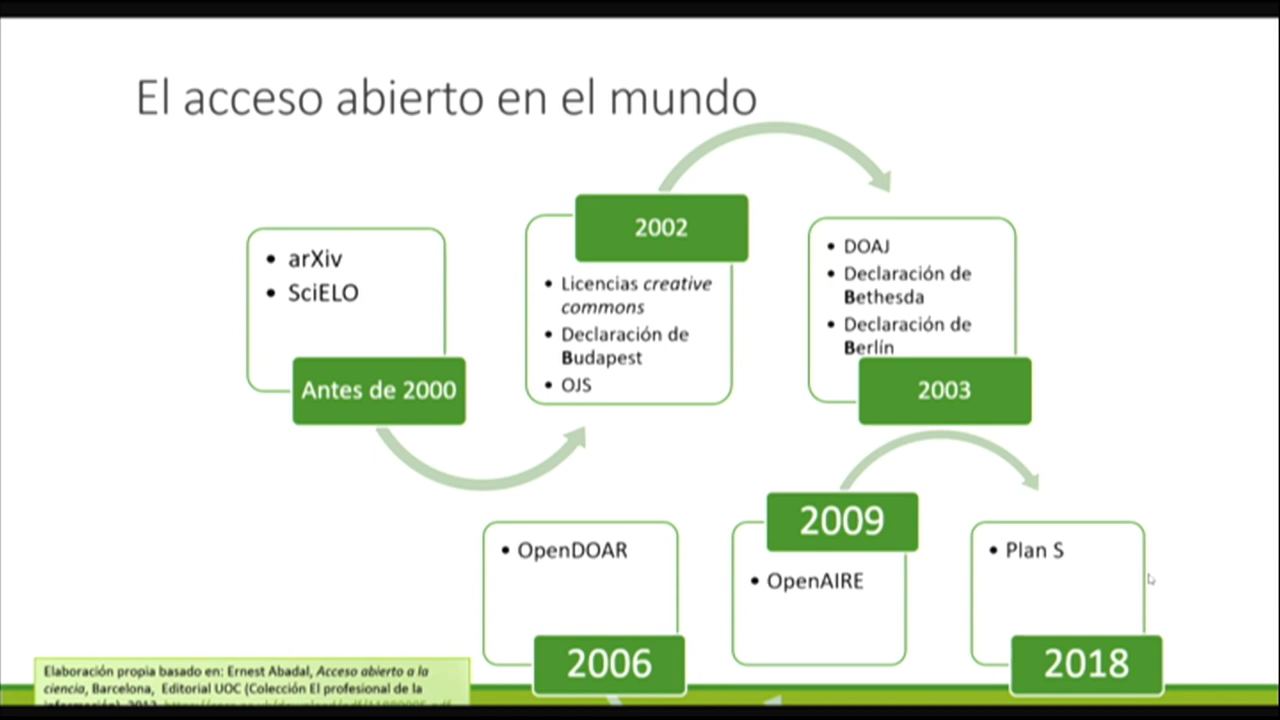 El acceso abierto en el mundo
• arXiv
• SciELO
Antes de 2000
2002
• Licencias creative
commons
• Declaración de
Budapest
• OJS
• DOAJ
• Declaración de
Bethesda
• Declaración de
Berlín
2003
• OpenDOAR
2006
2009
• OpenAIRE
• Plan S
2018
Elaboración propia basado en: Ernest Abadal, Acceso abierto a la
ciencia, Barcelona, Editorial UOC (Colección El profesional de la